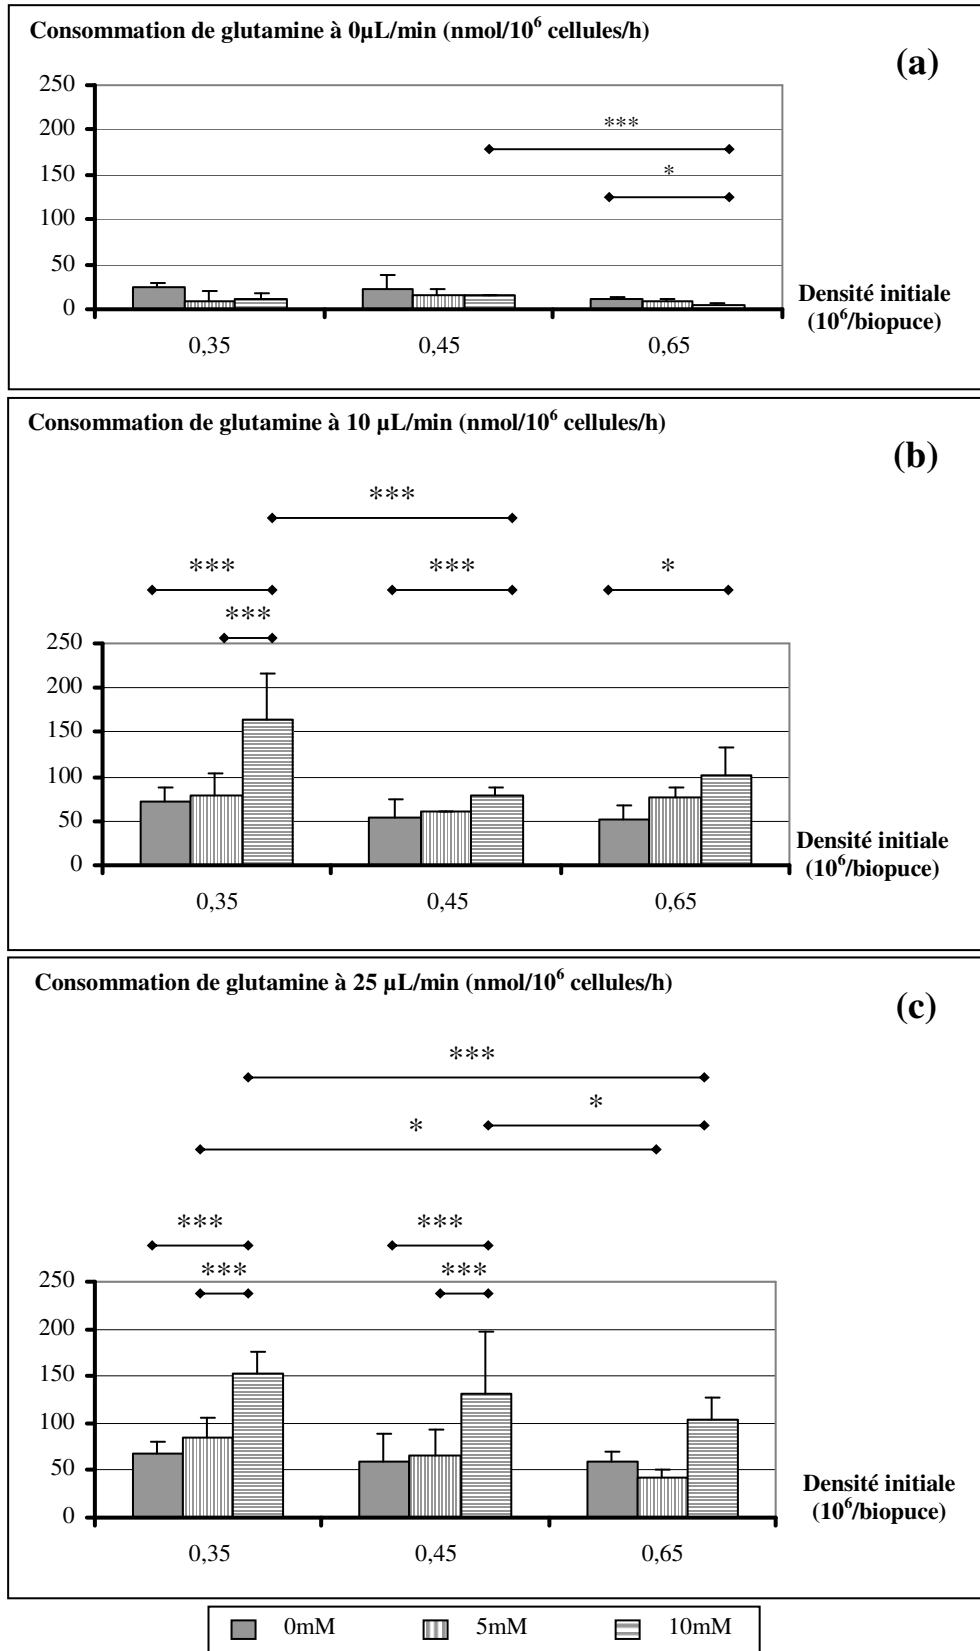 Consommation de glutamine à 0µL/min (nmol/10⁶ cellules/h)
(a)
250
200
150
100
50
0
***
*
0,35
0,45
0,65
Densité initiale
(10⁶/biopuce)
Consommation de glutamine à 10 µL/min (nmol/10⁶ cellules/h)
(b)
***
***
***
*
***
250
200
150
100
50
0
0,35
0,45
0,65
Densité initiale
(10⁶/biopuce)
Consommation de glutamine à 25 µL/min (nmol/10⁶ cellules/h)
(c)
***
*
*
***
***
***
***
250
200
150
100
50
0
0,35
0,45
0,65
Densité initiale
(10⁶/biopuce)
0mM
5mM
10mM